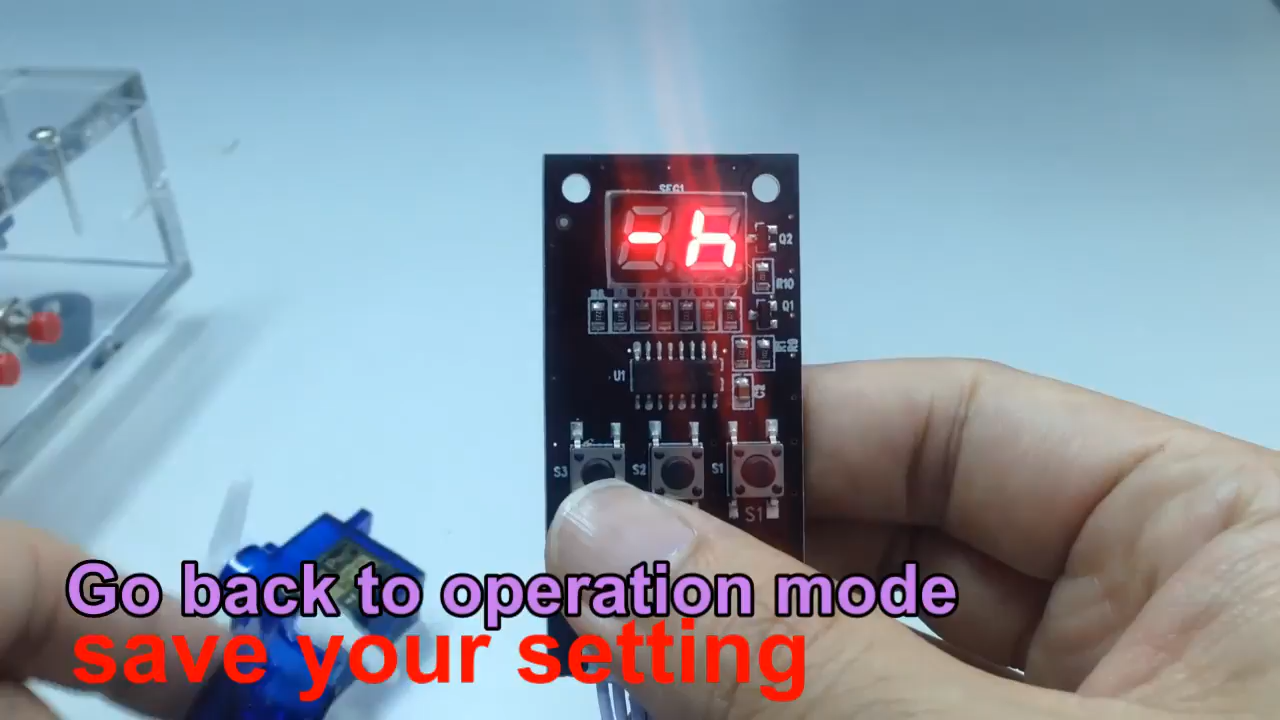 SEG1
-h
Q2
R10
Q1
U1
S3
S2
S1
S1
Go back to operation mode
save your setting